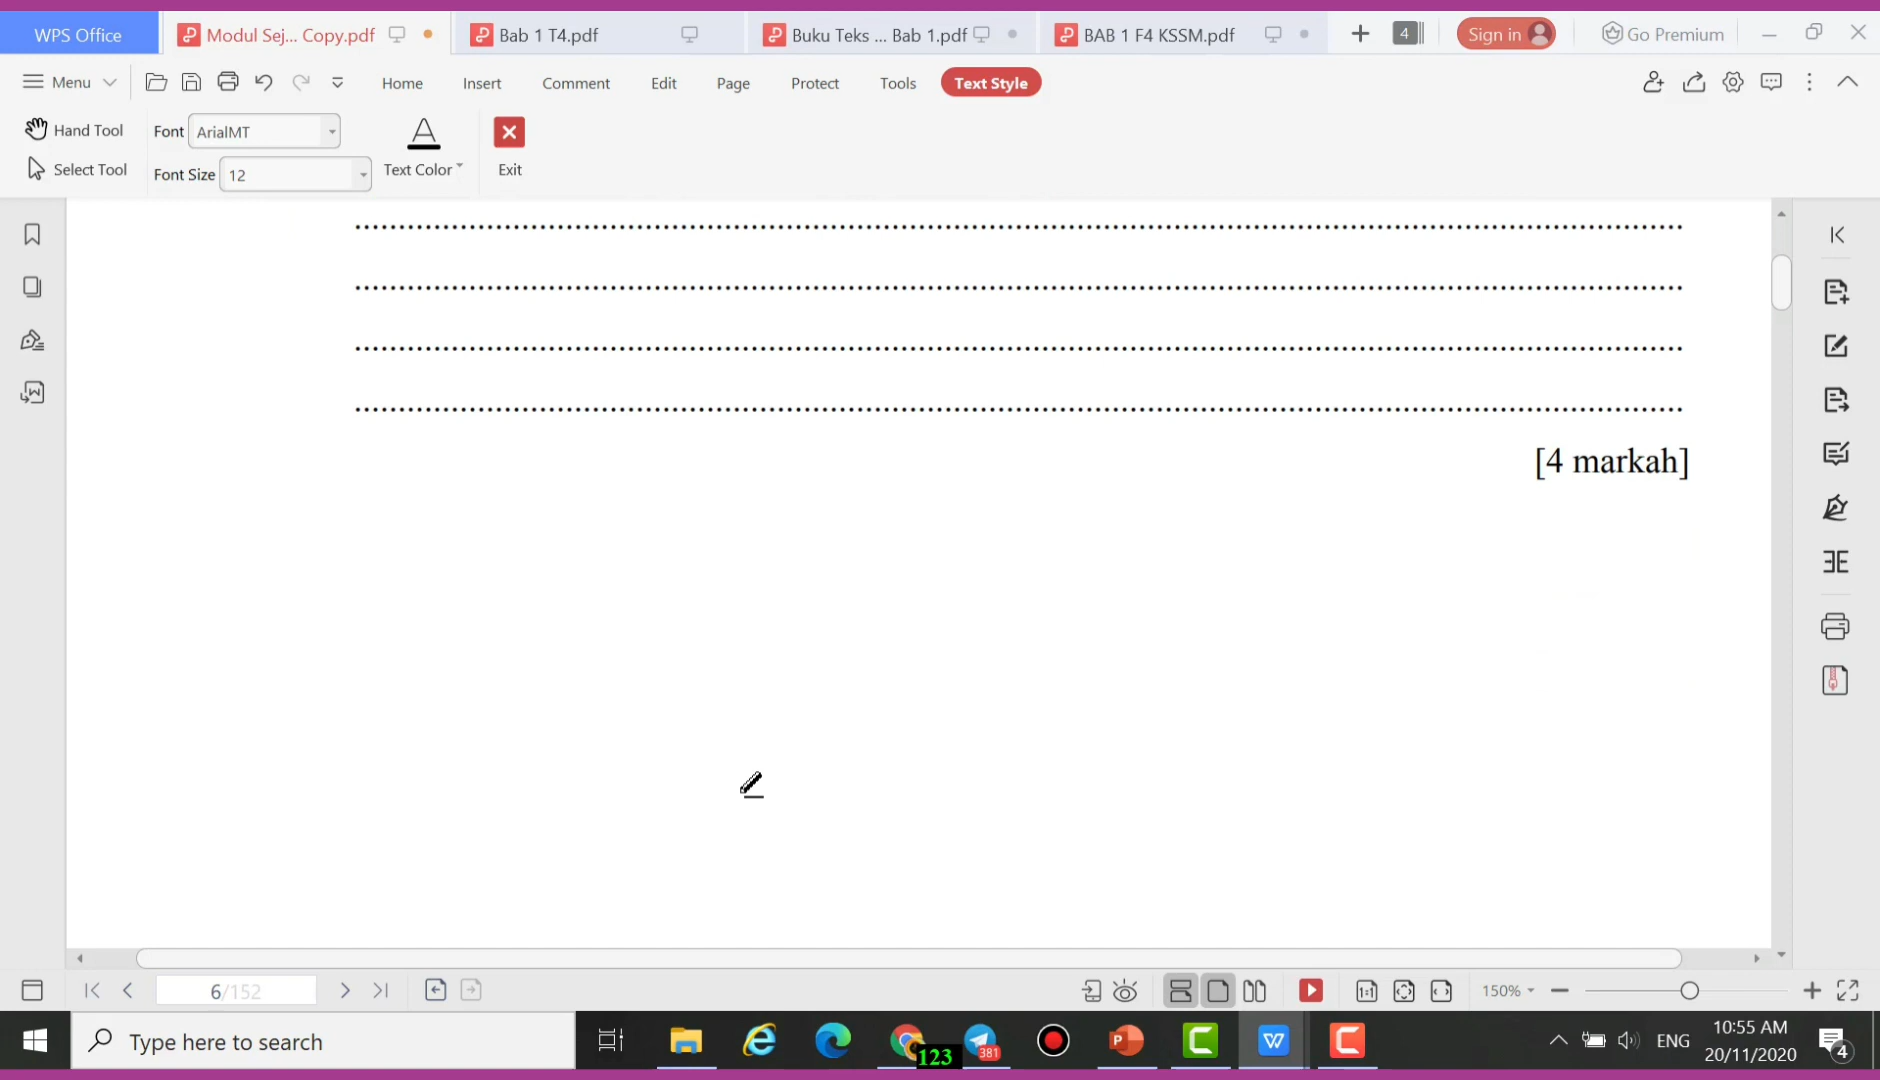 WPS Office
Modul Sej... Copy.pdf
Bab 1 T4.pdf
Buku Teks ... Bab 1.pdf
BAB 1 F4 KSSM.pdf
4
Sign in
Go Premium
Menu
Home
Insert
Comment
Edit
Page
Protect
Tools
Text Style
Hand Tool
Font ArialMT
Text Color
Exit
Select Tool
Font Size 12
[4 markah]
6/152
1:1
150%
Type here to search
123
381
ENG
10:55 AM
20/11/2020
4